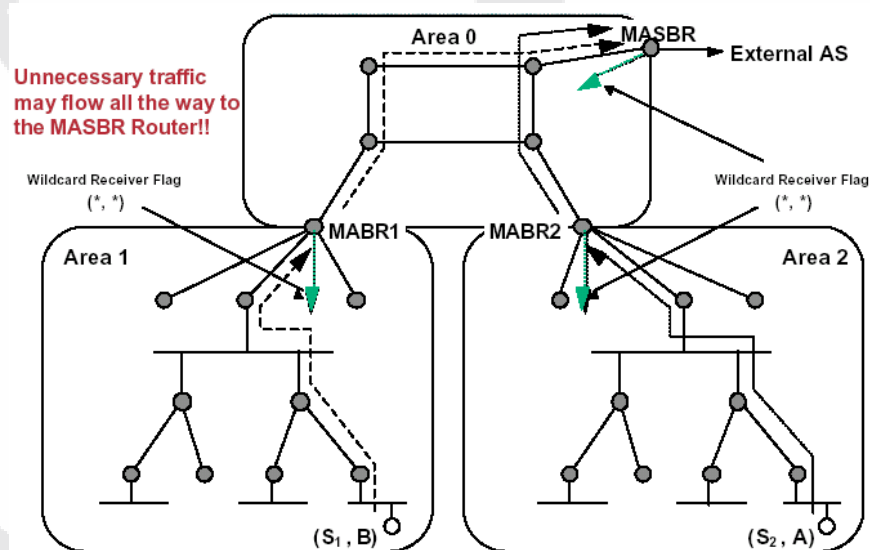 Area 0
MASBR
External AS
Unnecessary traffic
may flow all the way to
the MASBR Router!!
Wildcard Receiver Flag
(*, *)
Wildcard Receiver Flag
(*, *)
MABR1
MABR2
Area 1
Area 2
(S₁ , B)
(S₂ , A)